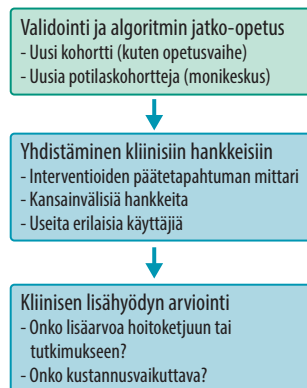 Validointi ja algoritmin jatko-opetus
- Uusi kohortti (kuten opetusvaihe)
- Uusia potilaskohortteja (monikeskus)
Yhdistäminen kliinisiin hankkeisiin
- Interventioiden päätetapahtuman mittari
- Kansainvälisiä hankkeita
- Useita erilaisia käyttäjiä
Kliinisen lisähyödyn arviointi
- Onko lisäarvoa hoitoketjuun tai
tutkimukseen?
- Onko kustannusvaikuttava?